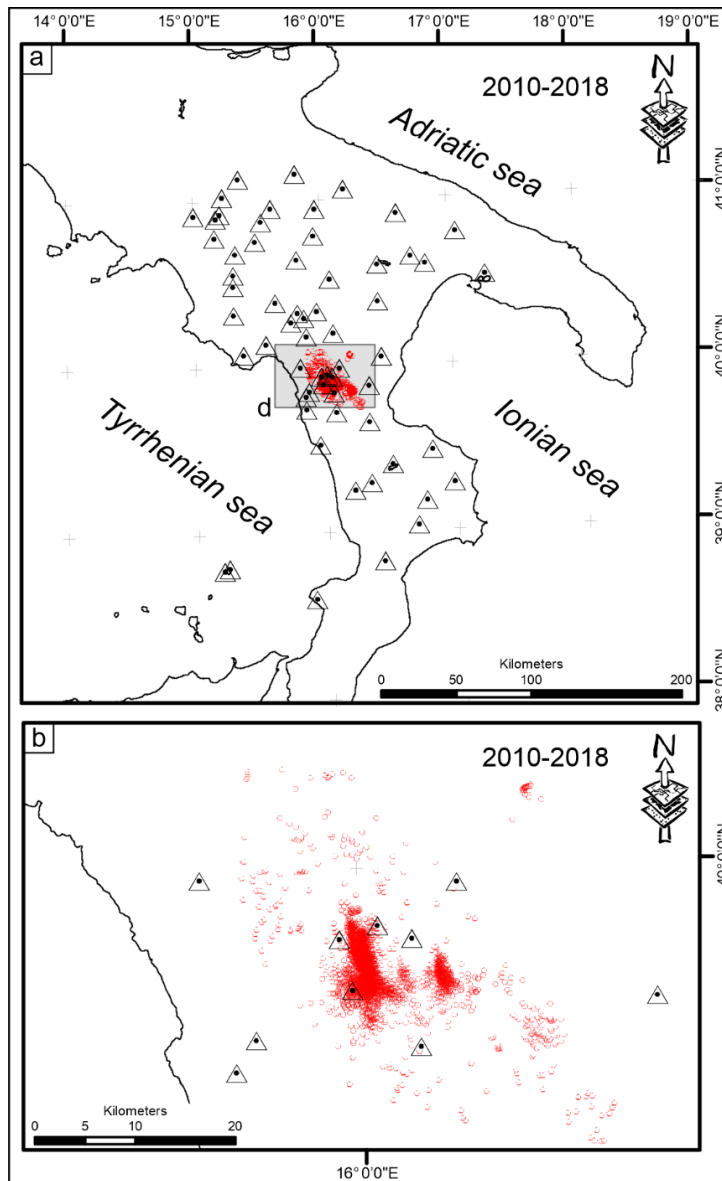 14°0'0"E 15°0'0"E 16°0'0"E 17°0'0"E 18°0'0"E 19°0'0"E
a
2010-2018
N
Adriatic sea
41°0'0"N
40°0'0"N
d
Tyrrhenian sea
Ionian sea
39°0'0"N
Kilometers
0 50 100 200
38°0'0"N
b
2010-2018
N
40°0'0"N
Kilometers
0 5 10 20
16°0'0"E